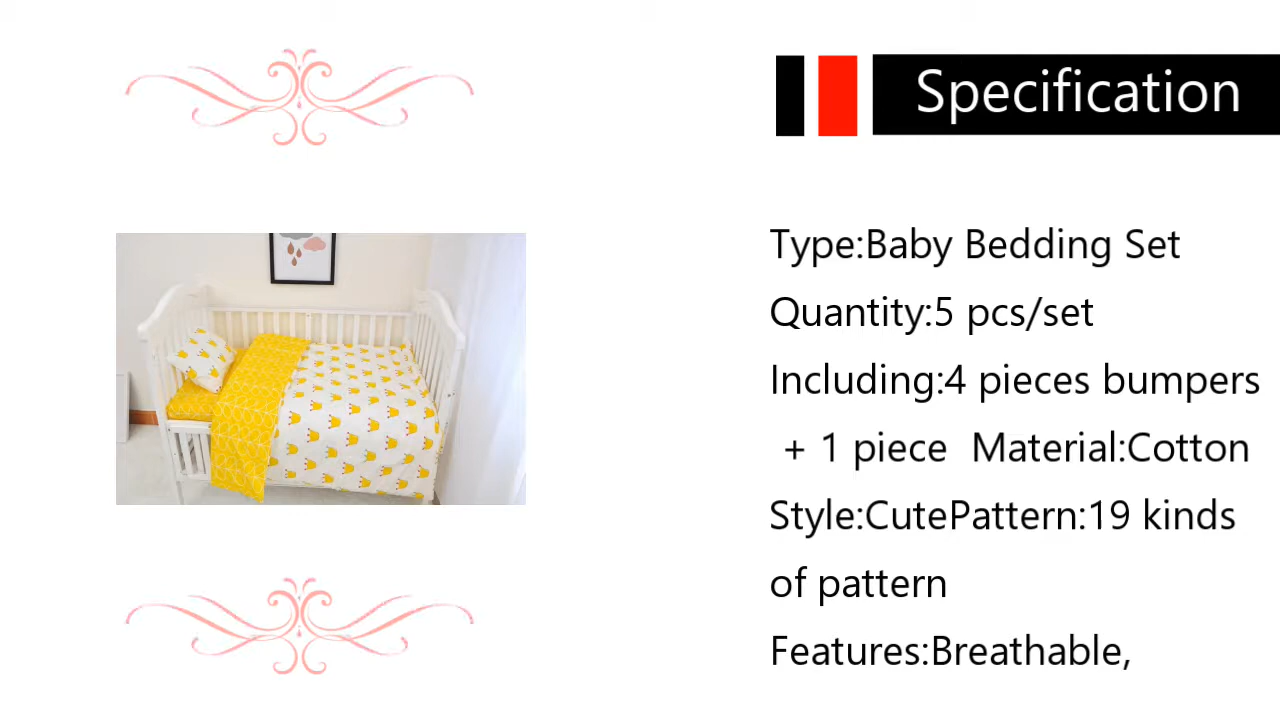 Specification
Type:Baby Bedding Set
Quantity:5 pcs/set
Including:4 pieces bumpers
+ 1 piece  Material:Cotton
Style:CutePattern:19 kinds
of pattern
Features:Breathable,